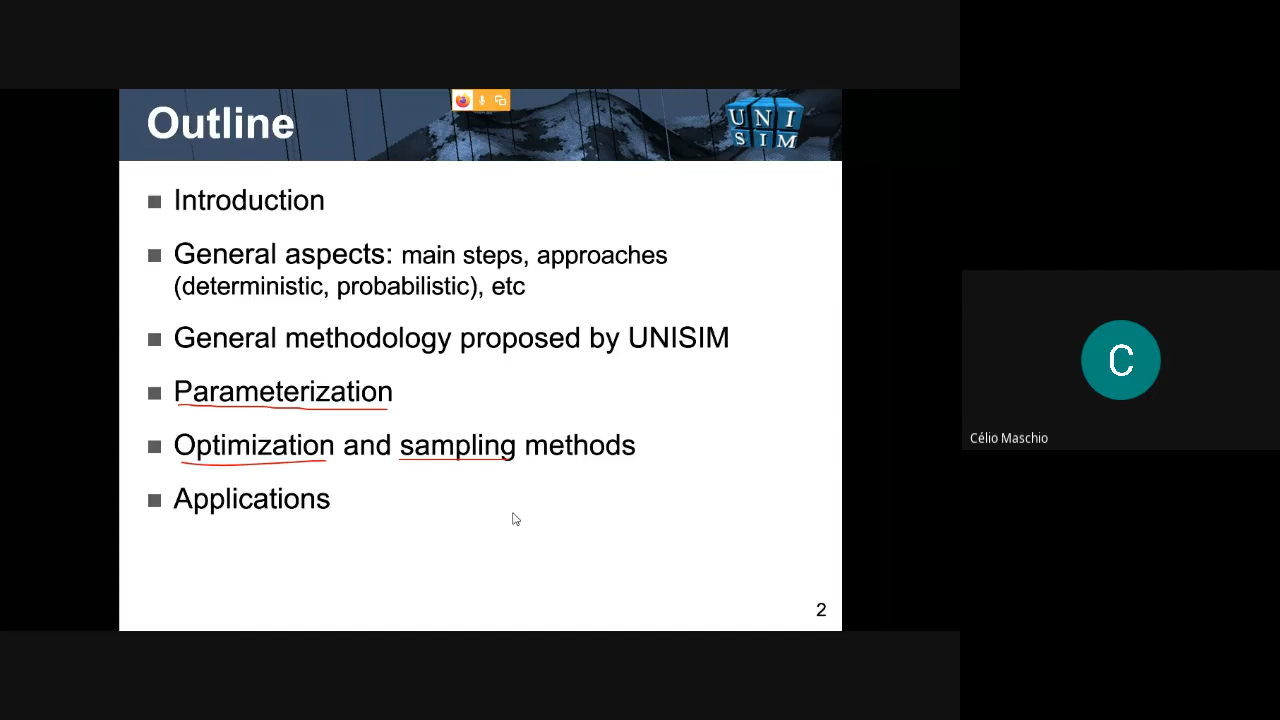 Outline
UNI
SIM
Introduction
General aspects: main steps, approaches
(deterministic, probabilistic), etc
General methodology proposed by UNISIM
Parameterization
Optimization and sampling methods
Applications
2
C
Célio Maschio